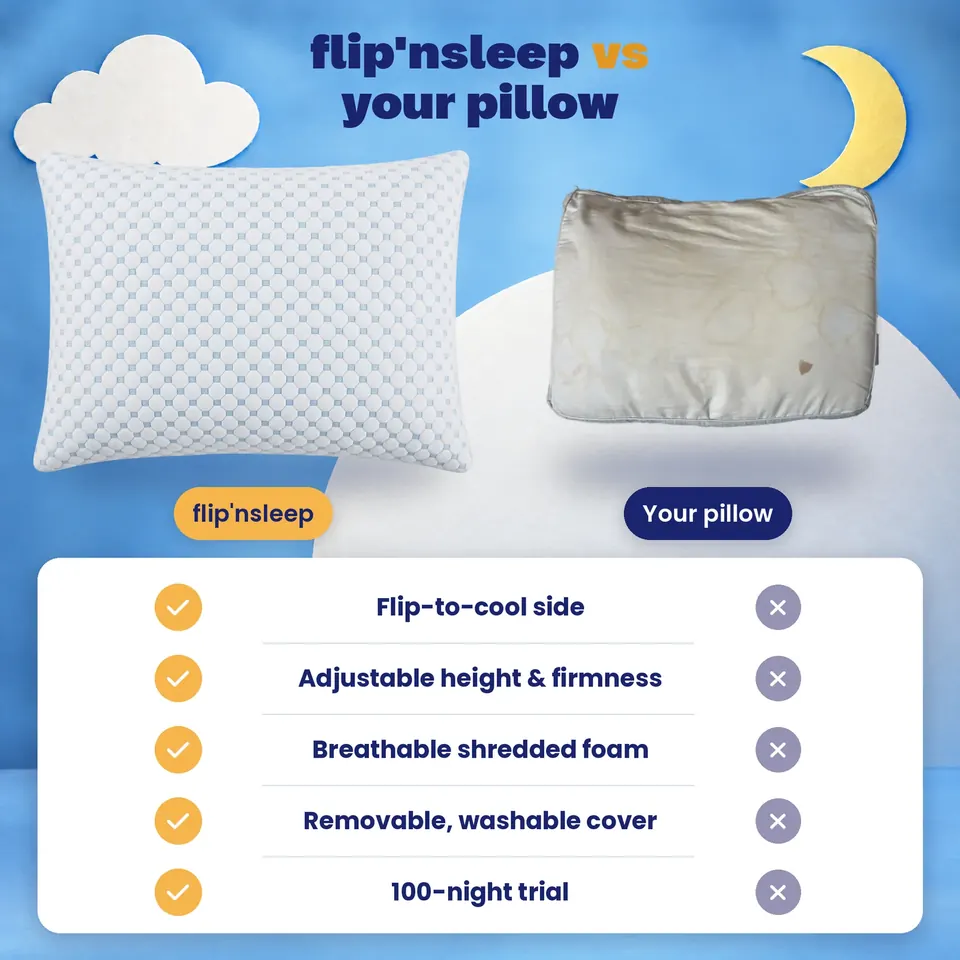 flip'nsleep vs
your pillow
flip'nsleep
Your pillow
Flip-to-cool side
Adjustable height & firmness
Breathable shredded foam
Removable, washable cover
100-night trial